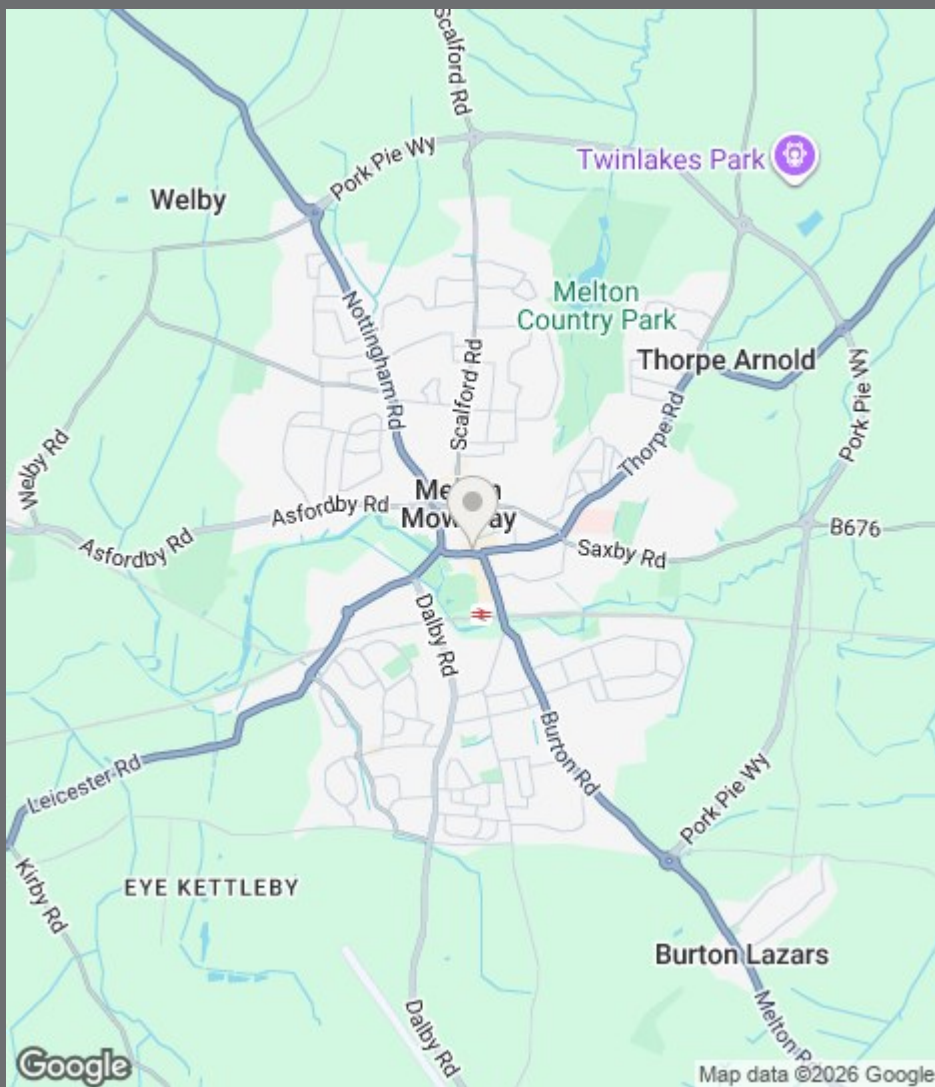 Scalford Rd
Pork Pie Wy
Twinlakes Park
Welby
Melton
Country Park
Nottingham Rd
Thorpe Arnold
Scalford Rd
Pork Pie Wy
Thorpe Rd
Welby Rd
Asfordby Rd
Asfordby Rd
B676
Saxby Rd
Dalby Rd
Burton Rd
Leicester Rd
Pork Pie Wy
Kirby Rd
EYE KETTLEBY
Burton Lazars
Dalby Rd
Google
Map data ©2026 Google